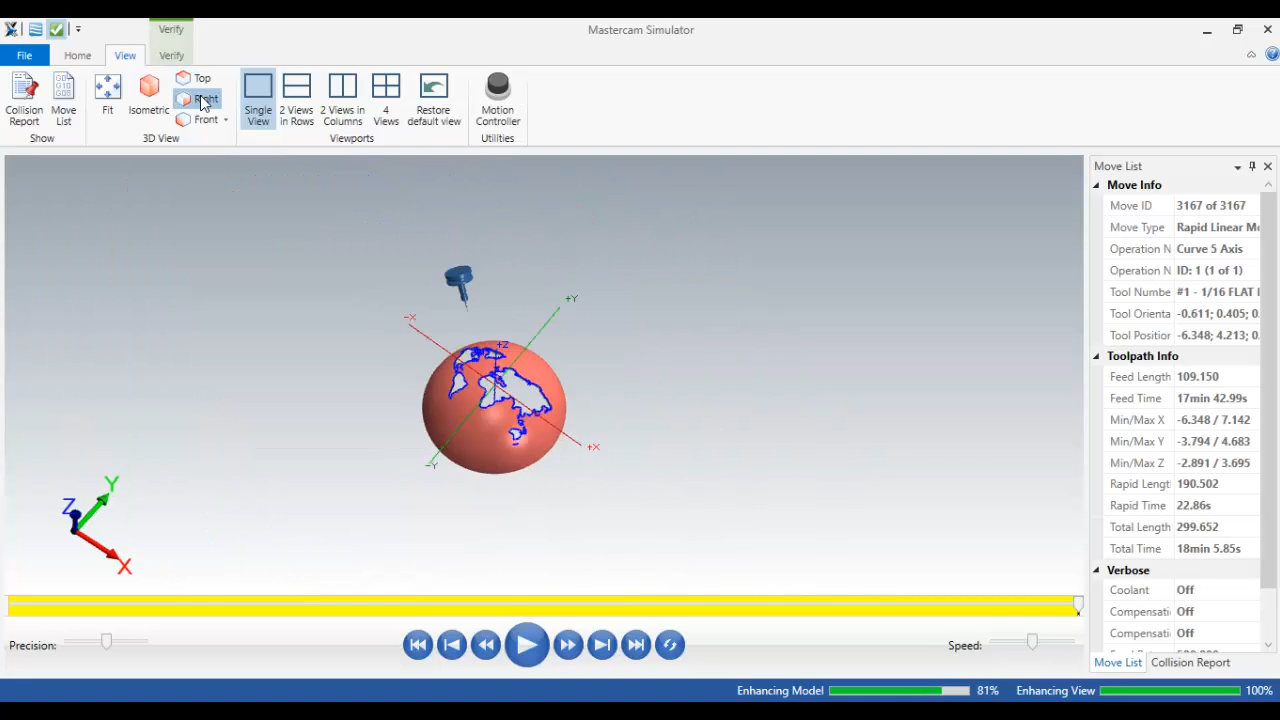 Verify
Mastercam Simulator
File
Home
View
Verify
Collision Report
Move List
Show
Fit
Isometric
Top
Right
Front
3D View
Single View
2 Views in Rows
2 Views in Columns
4 Views
Restore default view
Viewports
Motion Controller
Utilities
+Y
-X
+Z
+X
-Y
Y
Z
X
Move List
Move Info
Move ID 3167 of 3167
Move Type Rapid Linear Mo
Operation N Curve 5 Axis
Operation N ID: 1 (1 of 1)
Tool Numbe #1 - 1/16 FLAT
Tool Orienta -0.611; 0.405; 0.
Tool Position -6.348; 4.213; 0.
Toolpath Info
Feed Length 109.150
Feed Time 17min 42.99s
Min/Max X -6.348 / 7.142
Min/Max Y -3.794 / 4.683
Min/Max Z -2.891 / 3.695
Rapid Lengt 190.502
Rapid Time 22.86s
Total Length 299.652
Total Time 18min 5.85s
Verbose
Coolant Off
Compensati Off
Compensati Off
Move List
Collision Report
Precision:
Speed:
Enhancing Model 81%
Enhancing View 100%